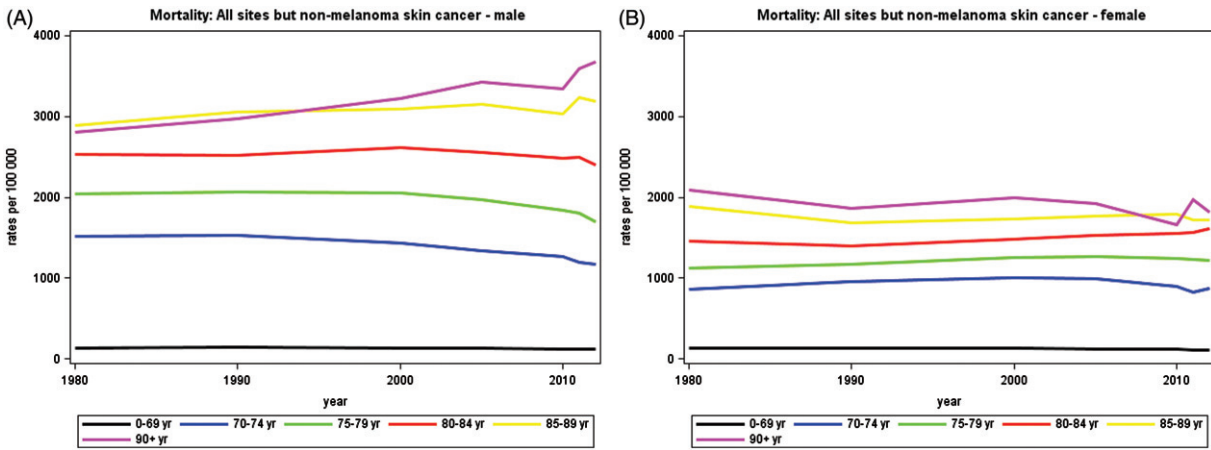 (A)
Mortality: All sites but non-melanoma skin cancer - male
4000
3000
2000
1000
0
rates per 100 000
1980
1990
2000
2010
year
0-69 yr 70-74 yr 75-79 yr 80-84 yr 85-89 yr
90+ yr
(B)
Mortality: All sites but non-melanoma skin cancer - female
4000
3000
2000
1000
0
rates per 100 000
1980
1990
2000
2010
year
0-69 yr 70-74 yr 75-79 yr 80-84 yr 85-89 yr
90+ yr